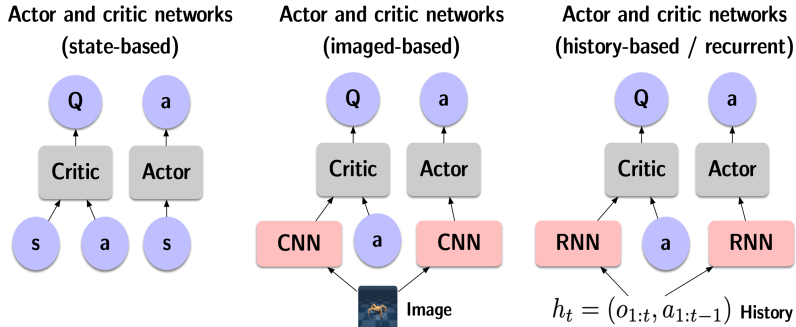 Actor and critic networks
(state-based)
Q
a
Critic
Actor
s
a
s
Actor and critic networks
(imaged-based)
Q
a
Critic
Actor
CNN
a
CNN
Image
Actor and critic networks
(history-based / recurrent)
Q
a
Critic
Actor
RNN
a
RNN
h_t = (o_{1:t}, a_{1:t-1}) History